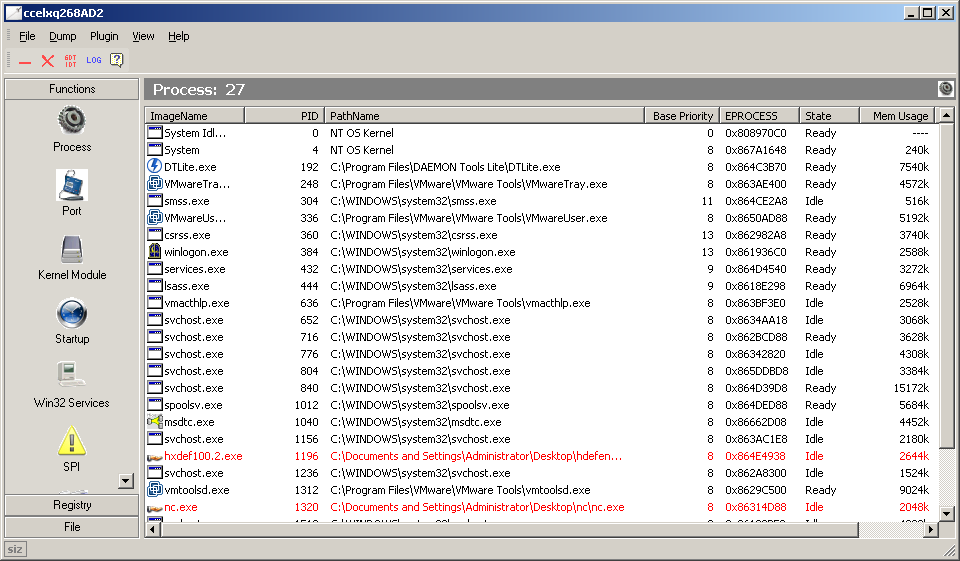 ccelxq268AD2
File Dump Plugin View Help
GDT IDT LOG
Functions
Process
Port
Kernel Module
Startup
Win32 Services
SPI
Registry
File
Process: 27
ImageName PID PathName Base Priority EPROCESS State Mem Usage
System Idl... 0 NT OS Kernel 0 0x808970C0 Ready ----
System 4 NT OS Kernel 8 0x867A1648 Ready 240k
DTLite.exe 192 C:\Program Files\DAEMON Tools Lite\DTLite.exe 8 0x864C3B70 Ready 7540k
VMwareTra... 248 C:\Program Files\VMware\VMware Tools\VMwareTray.exe 8 0x863AE400 Ready 4572k
smss.exe 304 C:\WINDOWS\system32\smss.exe 11 0x864CE2A8 Idle 516k
VMwareUs... 336 C:\Program Files\VMware\VMware Tools\VMwareUser.exe 8 0x8650AD88 Ready 5192k
csrss.exe 360 C:\WINDOWS\system32\csrss.exe 13 0x862982A8 Ready 3740k
winlogon.exe 384 C:\WINDOWS\system32\winlogon.exe 13 0x861936C0 Ready 2588k
services.exe 432 C:\WINDOWS\system32\services.exe 9 0x864D4540 Ready 3272k
lsass.exe 444 C:\WINDOWS\system32\lsass.exe 9 0x8618E298 Ready 6964k
vmacthlp.exe 636 C:\Program Files\VMware\VMware Tools\vmacthlp.exe 8 0x863BF3E0 Idle 2528k
svchost.exe 652 C:\WINDOWS\system32\svchost.exe 8 0x8634AA18 Idle 3068k
svchost.exe 716 C:\WINDOWS\system32\svchost.exe 8 0x862BCD88 Ready 3628k
svchost.exe 776 C:\WINDOWS\system32\svchost.exe 8 0x86342820 Idle 4308k
svchost.exe 804 C:\WINDOWS\system32\svchost.exe 8 0x865DDBD8 Idle 3384k
svchost.exe 840 C:\WINDOWS\system32\svchost.exe 8 0x864D39D8 Ready 15172k
spoolsv.exe 1012 C:\WINDOWS\system32\spoolsv.exe 8 0x864DED88 Ready 5684k
msdtc.exe 1040 C:\WINDOWS\system32\msdtc.exe 8 0x86662D08 Idle 4452k
svchost.exe 1156 C:\WINDOWS\system32\svchost.exe 8 0x863AC1E8 Idle 2180k
hxdef100.2.exe 1196 C:\Documents and Settings\Administrator\Desktop\hdefen... 8 0x864E4938 Idle 2644k
svchost.exe 1236 C:\WINDOWS\system32\svchost.exe 8 0x862A8300 Idle 1524k
vmtoolsd.exe 1312 C:\Program Files\VMware\VMware Tools\vmtoolsd.exe 8 0x8629C500 Ready 9024k
nc.exe 1320 C:\Documents and Settings\Administrator\Desktop\nc\nc.exe 8 0x86314D88 Idle 2048k
siz